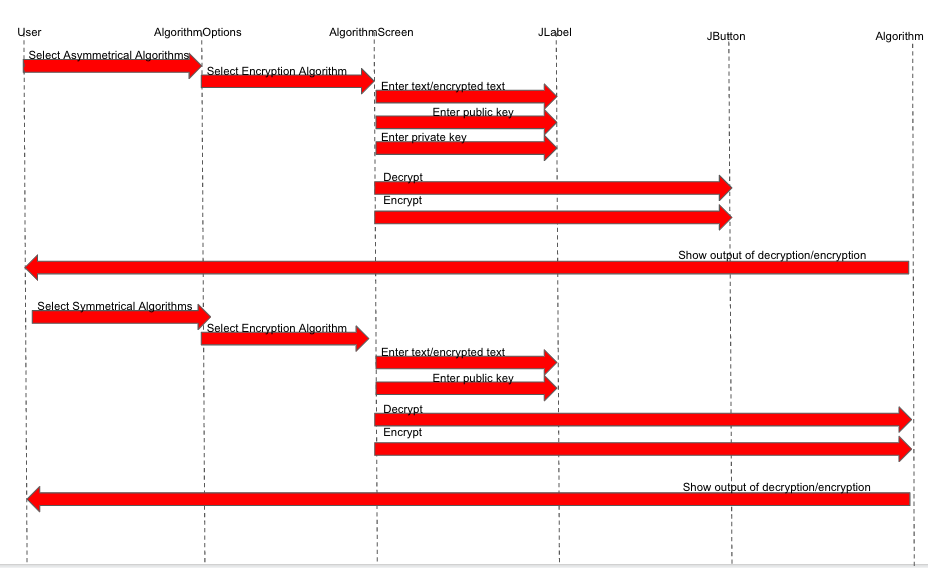 User
AlgorithmOptions
AlgorithmScreen
JLabel
JButton
Algorithm
Select Asymmetrical Algorithms
Select Encryption Algorithm
Enter text/encrypted text
Enter public key
Enter private key
Decrypt
Encrypt
Show output of decryption/encryption
Select Symmetrical Algorithms
Select Encryption Algorithm
Enter text/encrypted text
Enter public key
Decrypt
Encrypt
Show output of decryption/encryption